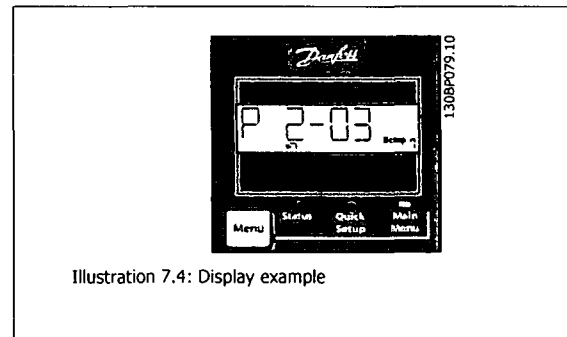 Danfoss
130BP079.10
P 2-03
Setup 1
Status
Quick Setup
Main Menu
Menu
Illustration 7.4: Display example